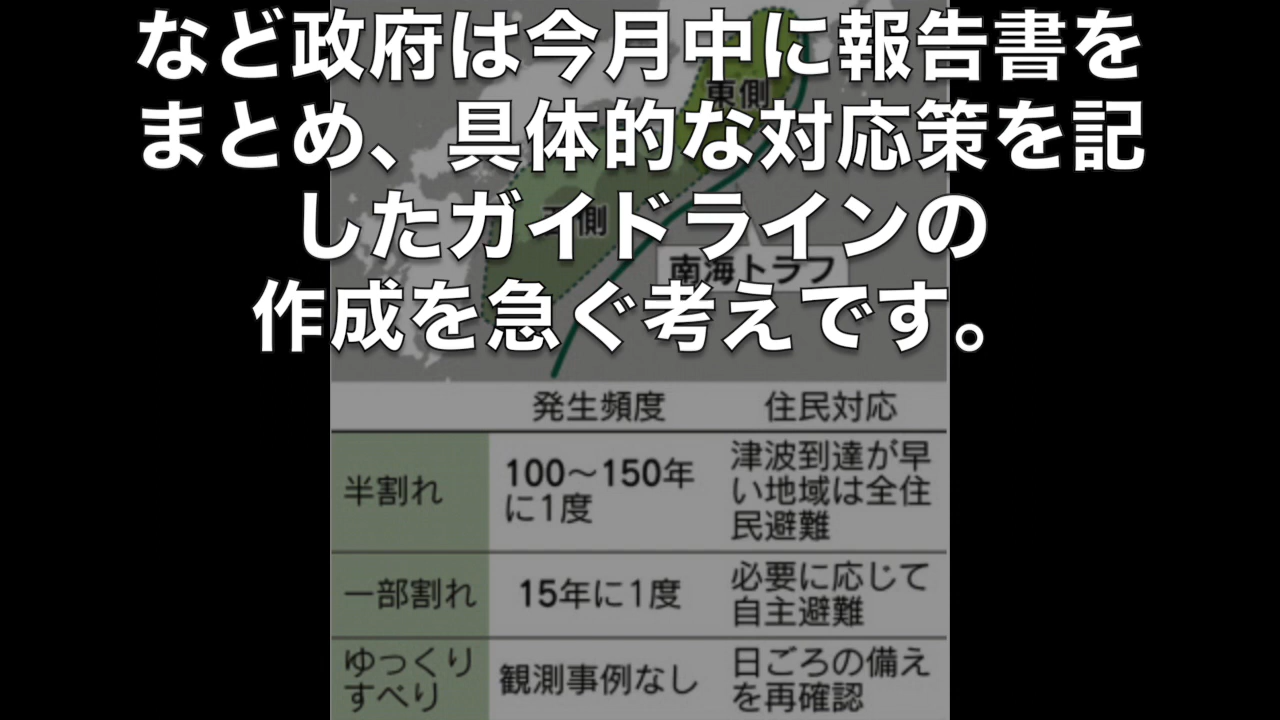 など政府は今月中に報告書を
まとめ、具体的な対応策を記
したガイドラインの
作成を急ぐ考えです。
東側
側
南海トラフ
発生頻度 住民対応
半割れ 100〜150年に1度 津波到達が早い地域は全住民避難
一部割れ 15年に1度 必要に応じて自主避難
ゆっくりすべり 観測事例なし 日ごろの備えを再確認